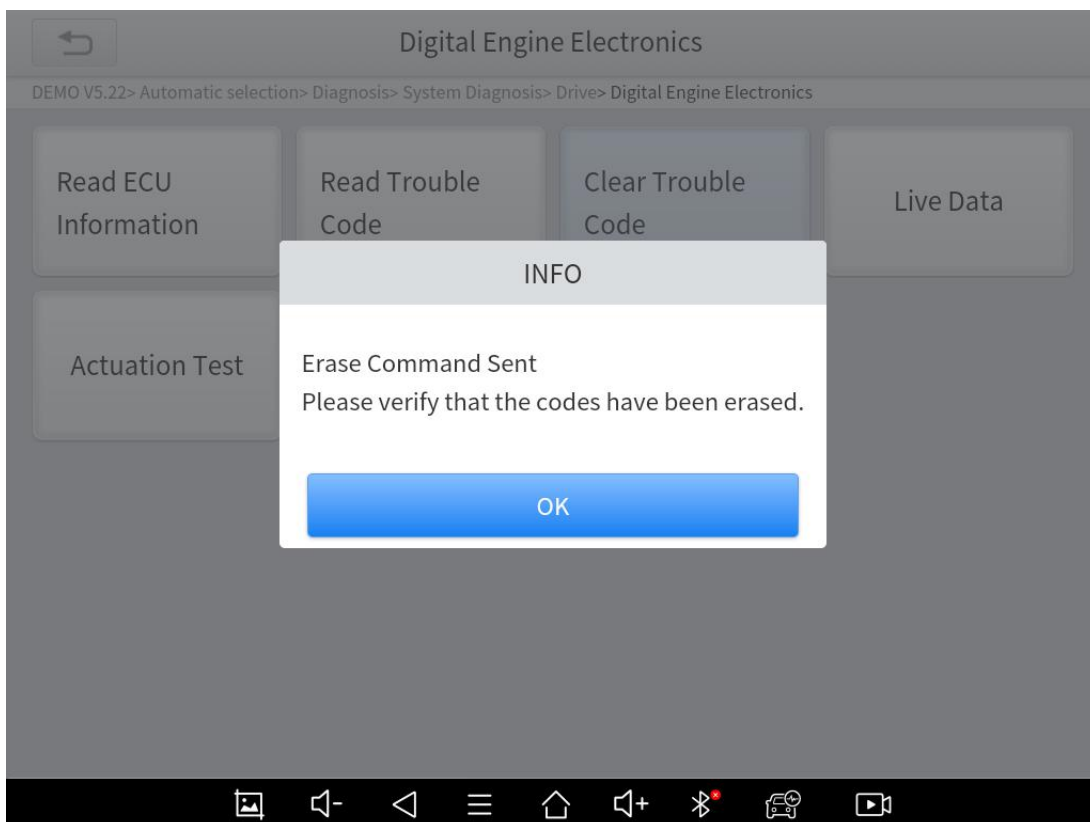 Digital Engine Electronics
DEMO V5.22> Automatic selection> Diagnosis> System Diagnosis> Drive> Digital Engine Electronics
Read ECU
Information
Read Trouble
Code
Clear Trouble
Code
Live Data
Actuation Test
INFO
Erase Command Sent
Please verify that the codes have been erased.
OK